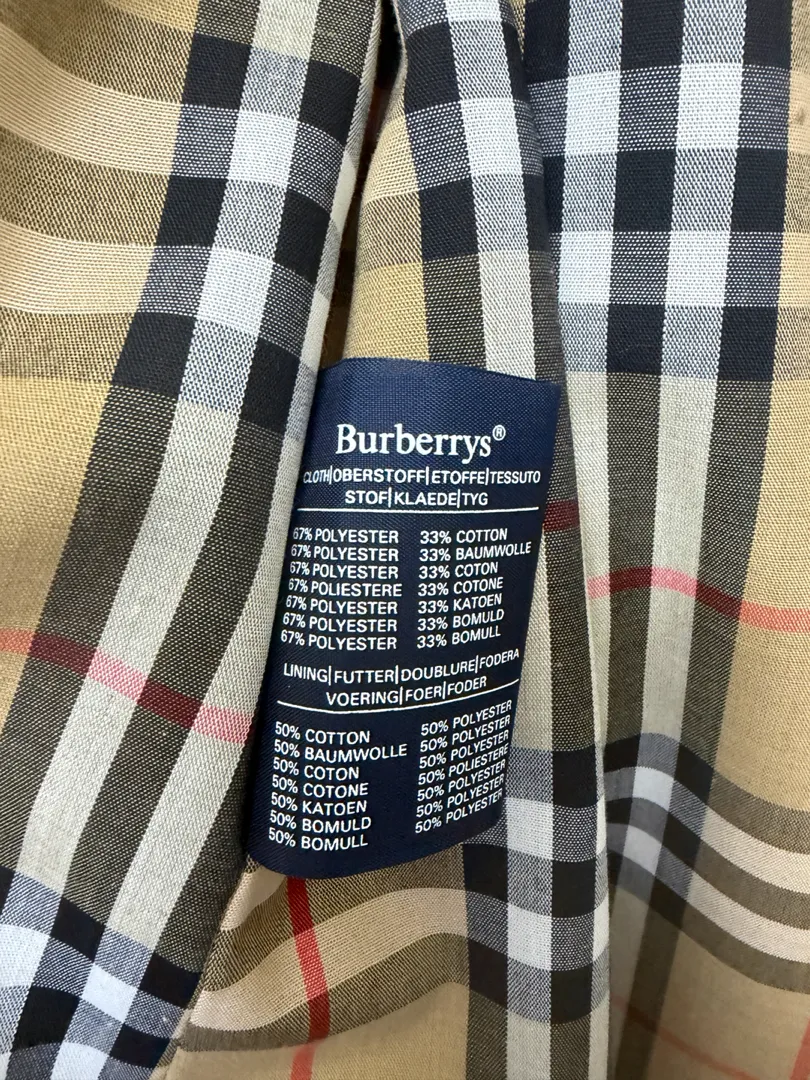 Burberrys®
CLOTH|OBERSTOFF|ETOFFE|TESSUTO
STOF|KLAEDE|TYG
67% POLYESTER 33% COTTON
67% POLYESTER 33% BAUMWOLLE
67% POLYESTER 33% COTON
67% POLIESTERE 33% COTONE
67% POLYESTER 33% KATOEN
67% POLYESTER 33% BOMULD
67% POLYESTER 33% BOMULL
LINING|FUTTER|DOUBLURE|FODERA
VOERING|FOER|FODER
50% COTTON 50% POLYESTER
50% BAUMWOLLE 50% POLYESTER
50% COTON 50% POLYESTER
50% COTONE 50% POLIESTERE
50% KATOEN 50% POLYESTER
50% BOMULD 50% POLYESTER
50% BOMULL 50% POLYESTER